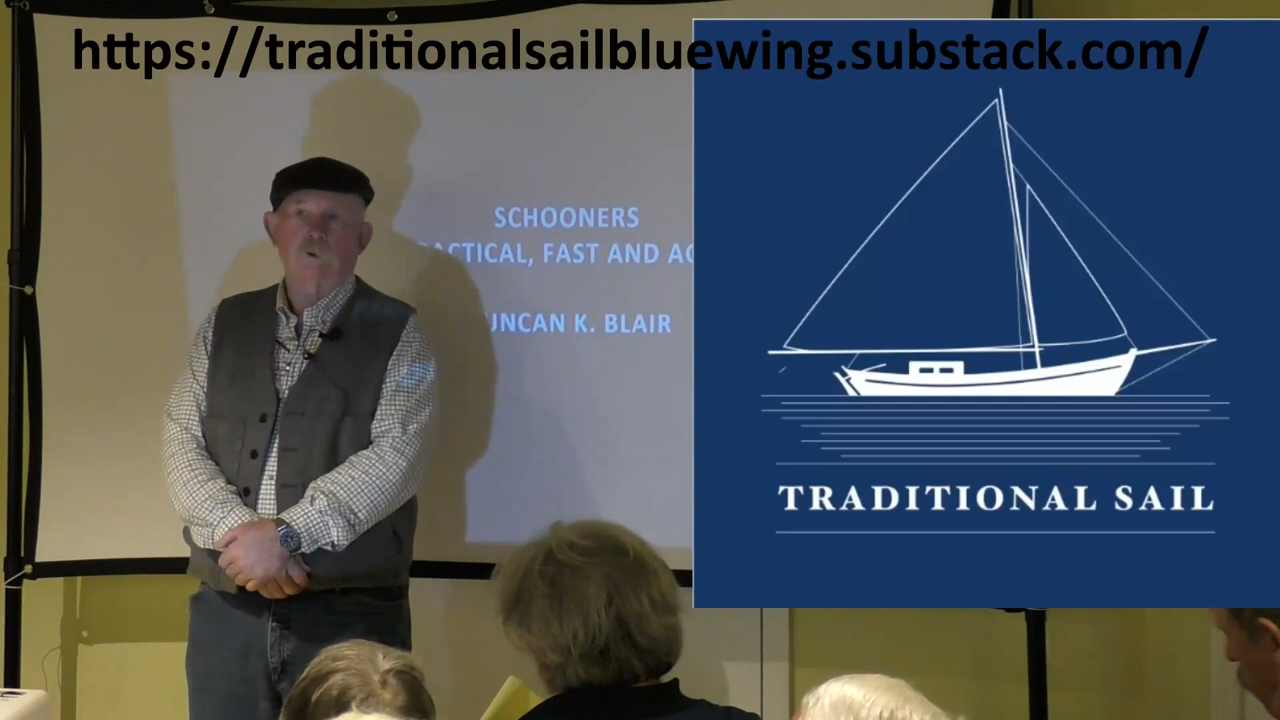 https://traditionalsailbluewing.substack.com/
SCHOONERS
FAST AND
K. BLAIR
TRADITIONAL SAIL